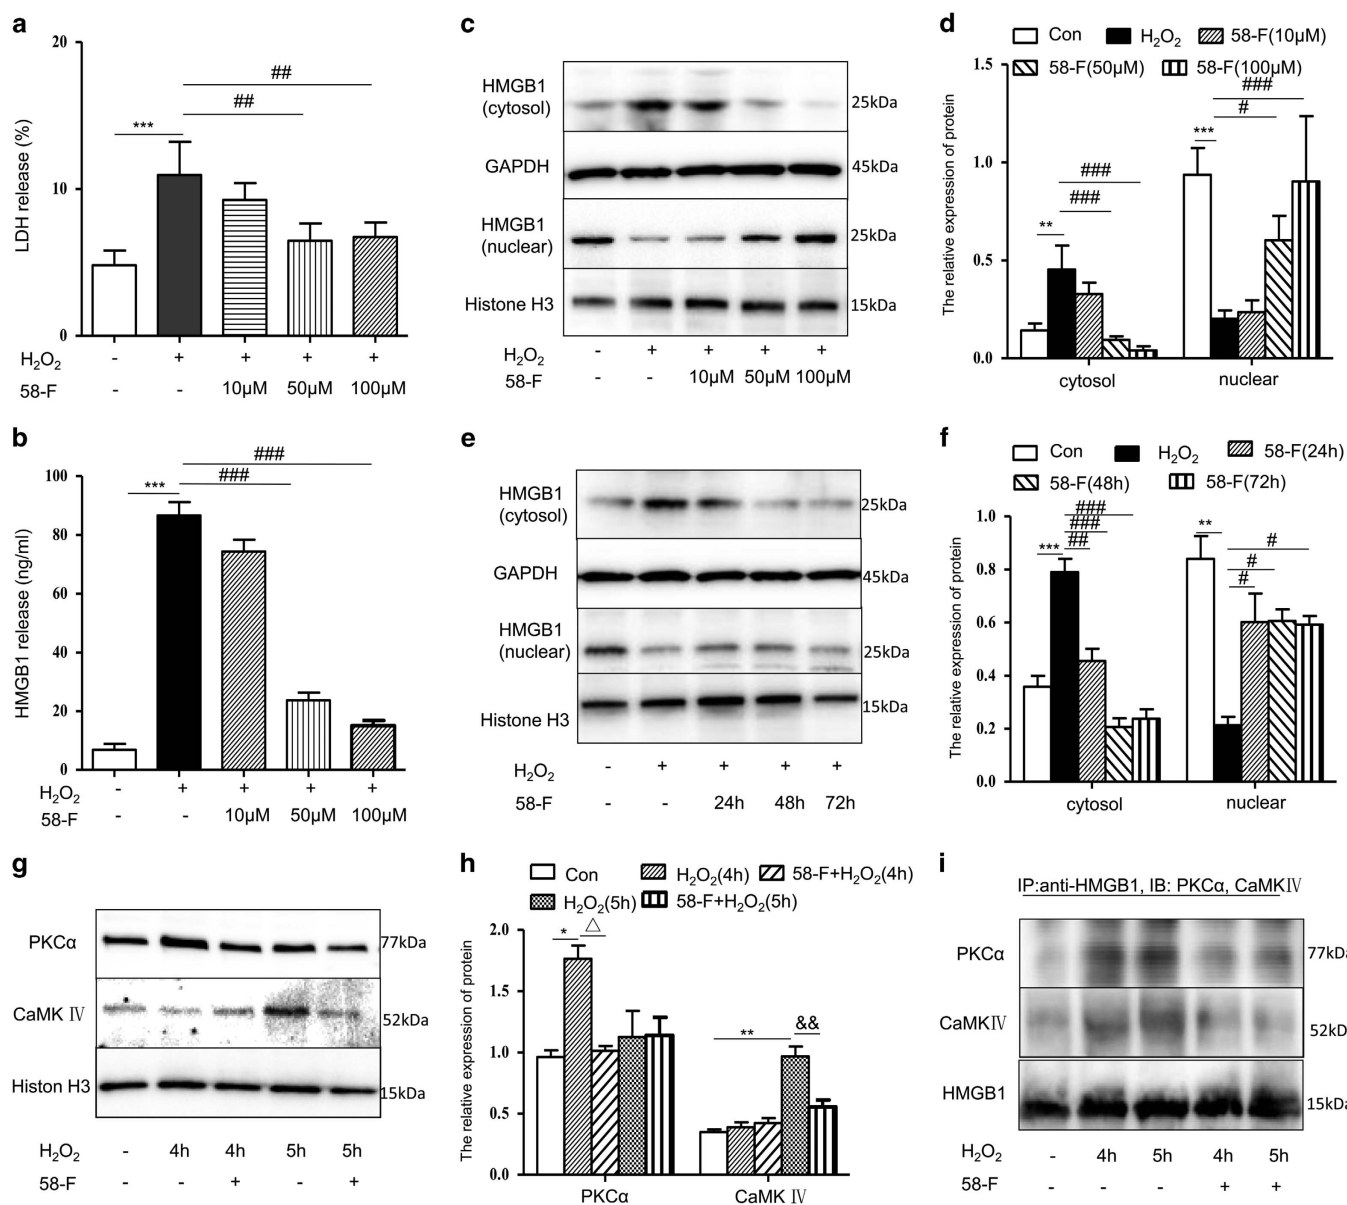 a
LDH release (%)
20
10
0
***
##
##
H₂O₂ - + + + +
58-F - - 10μM 50μM 100μM
b
HMGB1 release (ng/ml)
100
80
60
40
20
0
***
###
###
H₂O₂ - + + + +
58-F - - 10μM 50μM 100μM
c
HMGB1
(cytosol)
25kDa
GAPDH
45kDa
HMGB1
(nuclear)
25kDa
Histone H3
15kDa
H₂O₂ - + + + +
58-F - - 10μM 50μM 100μM
d
Con H₂O₂ 58-F(10μM)
58-F(50μM) 58-F(100μM)
The relative expression of protein
1.5
1.0
0.5
0.0
**
###
###
***
#
###
cytosol nuclear
e
HMGB1
(cytosol)
25kDa
GAPDH
45kDa
HMGB1
(nuclear)
25kDa
Histone H3
15kDa
H₂O₂ - + + + +
58-F - - 24h 48h 72h
f
Con H₂O₂ 58-F(24h)
58-F(48h) 58-F(72h)
The relative expression of protein
1.0
0.8
0.6
0.4
0.2
0.0
***
###
###
##
**
#
#
#
cytosol nuclear
g
PKCα
77kDa
CaMK Ⅳ
52kDa
Histon H3
15kDa
H₂O₂ - 4h 4h 5h 5h
58-F - - + - +
h
Con H₂O₂(4h) 58-F+H₂O₂(4h)
H₂O₂(5h) 58-F+H₂O₂(5h)
The relative expression of protein
2.0
1.5
1.0
0.5
0.0
* △
** &&
PKCα CaMK Ⅳ
i
IP:anti-HMGB1, IB: PKCα, CaMKⅣ
PKCα
77kDa
CaMKⅣ
52kDa
HMGB1
15kDa
H₂O₂ - 4h 5h 4h 5h
58-F - - - + +